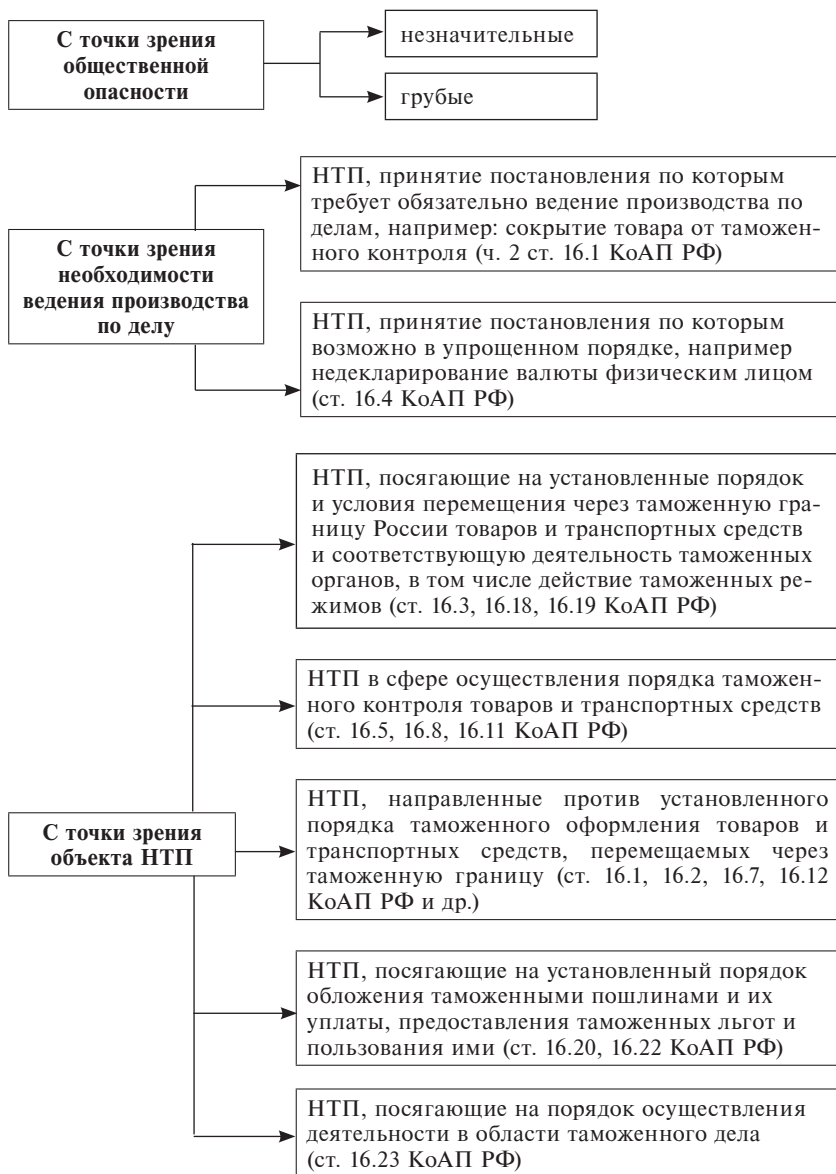 С точки зрения
общественной
опасности
незначительные
грубые
С точки зрения
необходимости
ведения производства
по делу
НТП, принятие постановления по которым
требует обязательно ведение производства по
делам, например: сокрытие товара от таможен-
ного контроля (ч. 2 ст. 16.1 КоАП РФ)
НТП, принятие постановления по которым
возможно в упрощенном порядке, например
недекларирование валюты физическим лицом
(ст. 16.4 КоАП РФ)
С точки зрения
объекта НТП
НТП, посягающие на установленные порядок
и условия перемещения через таможенную гра-
ницу России товаров и транспортных средств
и соответствующую деятельность таможенных
органов, в том числе действие таможенных ре-
жимов (ст. 16.3, 16.18, 16.19 КоАП РФ)
НТП в сфере осуществления порядка таможен-
ного контроля товаров и транспортных средств
(ст. 16.5, 16.8, 16.11 КоАП РФ)
НТП, направленные против установленного
порядка таможенного оформления товаров и
транспортных средств, перемещаемых через
таможенную границу (ст. 16.1, 16.2, 16.7, 16.12
КоАП РФ и др.)
НТП, посягающие на установленный порядок
обложения таможенными пошлинами и их
уплаты, предоставления таможенных льгот и
пользования ими (ст. 16.20, 16.22 КоАП РФ)
НТП, посягающие на порядок осуществления
деятельности в области таможенного дела
(ст. 16.23 КоАП РФ)